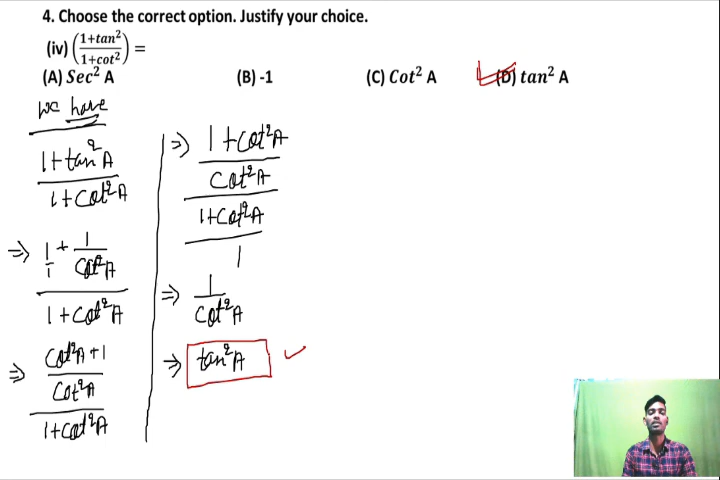 4. Choose the correct option. Justify your choice.
(iv) (1+tan²/1+cot²) =
(A) Sec² A (B) -1 (C) Cot² A (D) tan² A
we have
1+tan²A
1+cot²A
⇒ 1/1 + 1/cot²A
1+cot²A
⇒ cot²A+1
cot²A
1+cot²A
⇒ 1+cot²A
cot²A
1+cot²A
1
⇒ 1
cot²A
⇒ tan²A